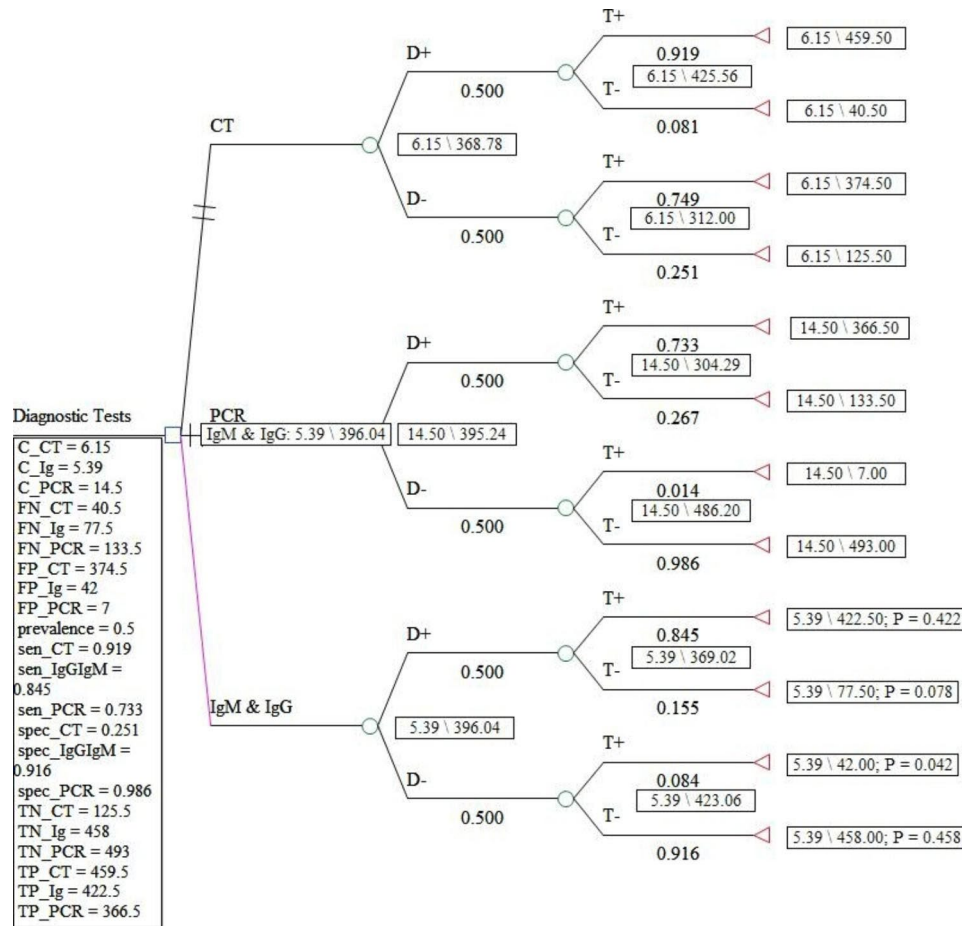 T+
6.15 \ 459.50
D+
0.919
6.15 \ 425.56
0.500
T-
6.15 \ 40.50
CT
0.081
6.15 \ 368.78
T+
6.15 \ 374.50
D-
0.749
6.15 \ 312.00
0.500
T-
6.15 \ 125.50
0.251
T+
14.50 \ 366.50
D+
0.733
14.50 \ 304.29
0.500
T-
14.50 \ 133.50
0.267
Diagnostic Tests
PCR
IgM & IgG: 5.39 \ 396.04
14.50 \ 395.24
T+
14.50 \ 7.00
D-
0.014
14.50 \ 486.20
0.500
T-
14.50 \ 493.00
0.986
C_CT = 6.15
C_Ig = 5.39
C_PCR = 14.5
FN_CT = 40.5
FN_Ig = 77.5
FN_PCR = 133.5
FP_CT = 374.5
FP_Ig = 42
FP_PCR = 7
prevalence = 0.5
sen_CT = 0.919
sen_IgGIgM =
0.845
sen_PCR = 0.733
spec_CT = 0.251
spec_IgGIgM =
0.916
spec_PCR = 0.986
TN_CT = 125.5
TN_Ig = 458
TN_PCR = 493
TP_CT = 459.5
TP_Ig = 422.5
TP_PCR = 366.5
T+
5.39 \ 422.50; P = 0.422
D+
0.845
5.39 \ 369.02
0.500
T-
5.39 \ 77.50; P = 0.078
0.155
IgM & IgG
5.39 \ 396.04
T+
5.39 \ 42.00; P = 0.042
D-
0.084
5.39 \ 423.06
0.500
T-
5.39 \ 458.00; P = 0.458
0.916